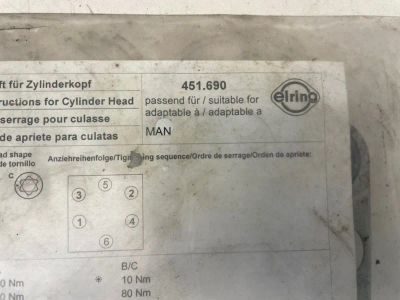 ft für Zylinderkopf
ructions for Cylinder Head
serrage pour culasse
de apriete para culatas
451.690
elring
passend für / suitable for
adaptable à / adaptable a
MAN
ad shape
de tornillo
C
Anziehreihenfolge/Tightening sequence/Ordre de serrage/Orden de apriete:
5
3 2
1 4
6
B/C
0 Nm * 10 Nm
0 Nm 80 Nm